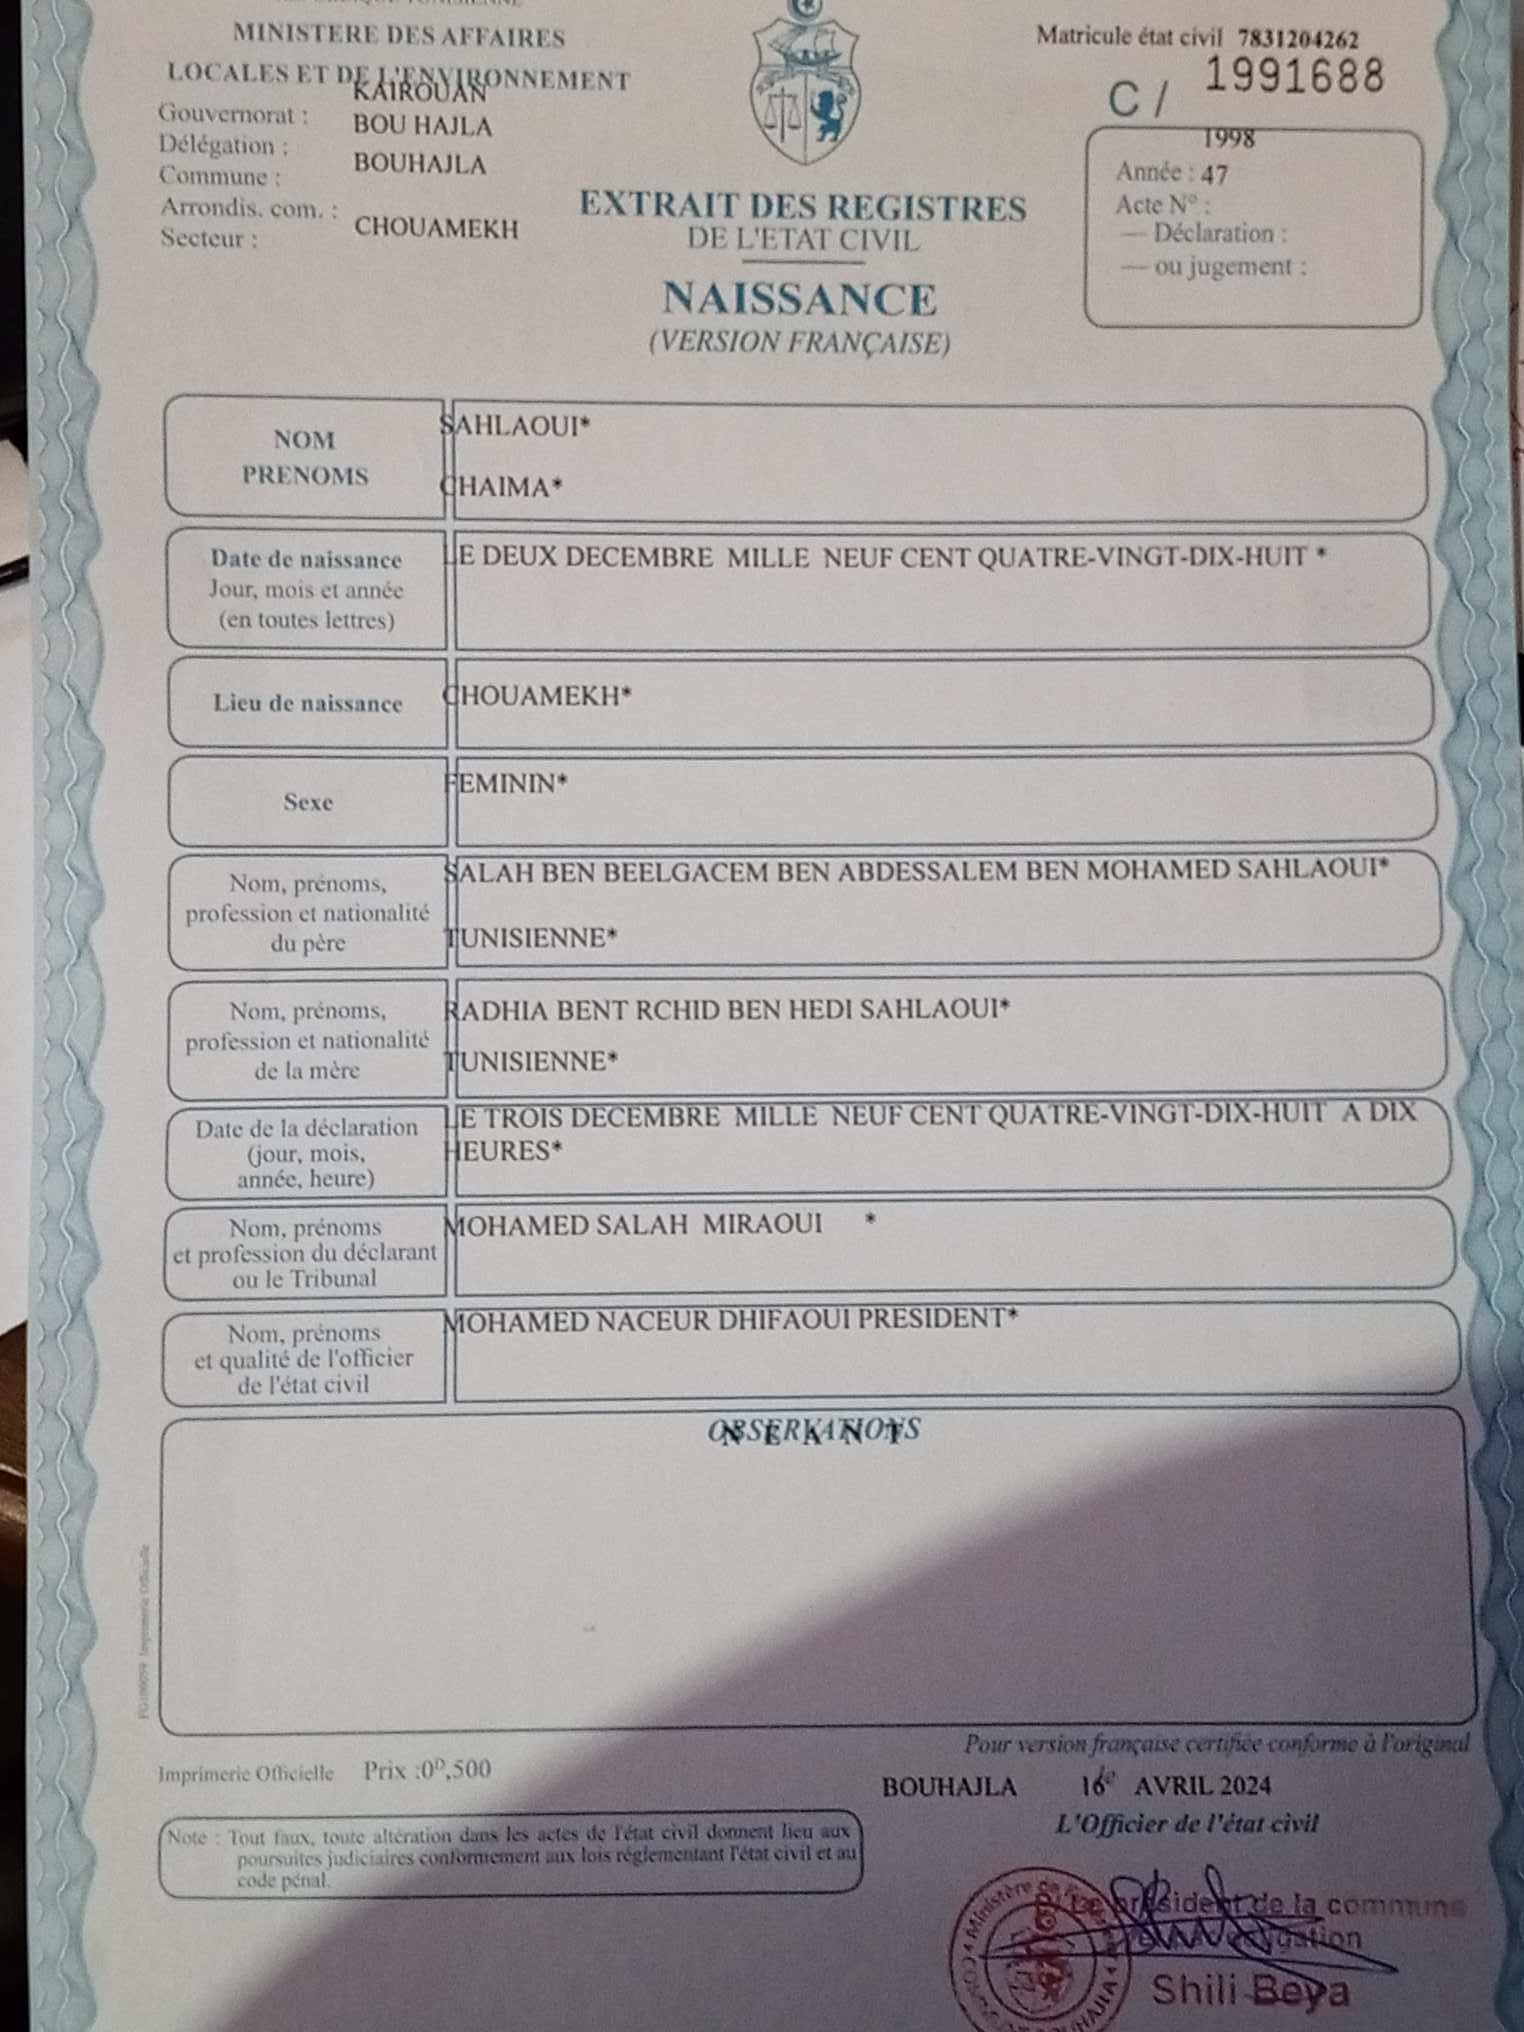 MINISTERE DES AFFAIRES
LOCALES ET DE L'ENVIRONNEMENT
Gouvernorat : KAIROUAN
Délégation : BOU HAJLA
Commune : BOUHAJLA
Arrondis. com. :
Secteur : CHOUAMEKH
EXTRAIT DES REGISTRES
DE L'ETAT CIVIL
NAISSANCE
(VERSION FRANÇAISE)
Matricule état civil 7831204262
C / 1991688
1998
Année : 47
Acte N° :
— Déclaration :
— ou jugement :
NOM
PRENOMS
SAHLAOUI*
CHAIMA*
Date de naissance
Jour, mois et année
(en toutes lettres)
LE DEUX DECEMBRE MILLE NEUF CENT QUATRE-VINGT-DIX-HUIT *
Lieu de naissance
CHOUAMEKH*
Sexe
FEMININ*
Nom, prénoms,
profession et nationalité
du père
SALAH BEN BEELGACEM BEN ABDESSALEM BEN MOHAMED SAHLAOUI*
TUNISIENNE*
Nom, prénoms,
profession et nationalité
de la mère
RADHIA BENT RCHID BEN HEDI SAHLAOUI*
TUNISIENNE*
Date de la déclaration
(jour, mois,
année, heure)
LE TROIS DECEMBRE MILLE NEUF CENT QUATRE-VINGT-DIX-HUIT A DIX
HEURES*
Nom, prénoms
et profession du déclarant
ou le Tribunal
MOHAMED SALAH MIRAOUI *
Nom, prénoms
et qualité de l'officier
de l'état civil
MOHAMED NACEUR DHIFAOUI PRESIDENT*
OBSERVATIONS
N E A N T
Imprimerie Officielle
Imprimerie Officielle Prix :0ᴰ,500
Pour version française certifiée conforme à l'original
BOUHAJLA le 16 AVRIL 2024
L'Officier de l'état civil
Note : Tout faux, toute altération dans les actes de l'état civil donnent lieu aux
poursuites judiciaires conformement aux lois réglementant l'état civil et au
code pénal.
président de la commune
Shili Beya